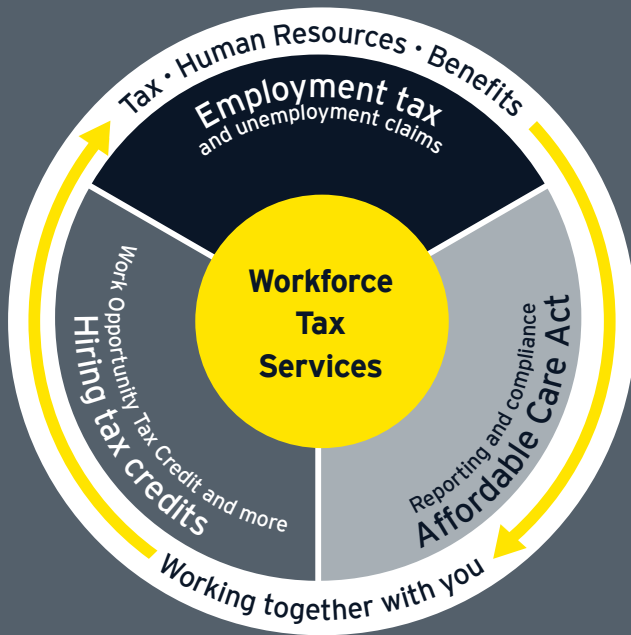 Tax • Human Resources • Benefits
Employment tax
and unemployment claims
Workforce
Tax
Services
Reporting and compliance
Affordable Care Act
Work Opportunity Tax Credit and more
Hiring tax credits
Working together with you